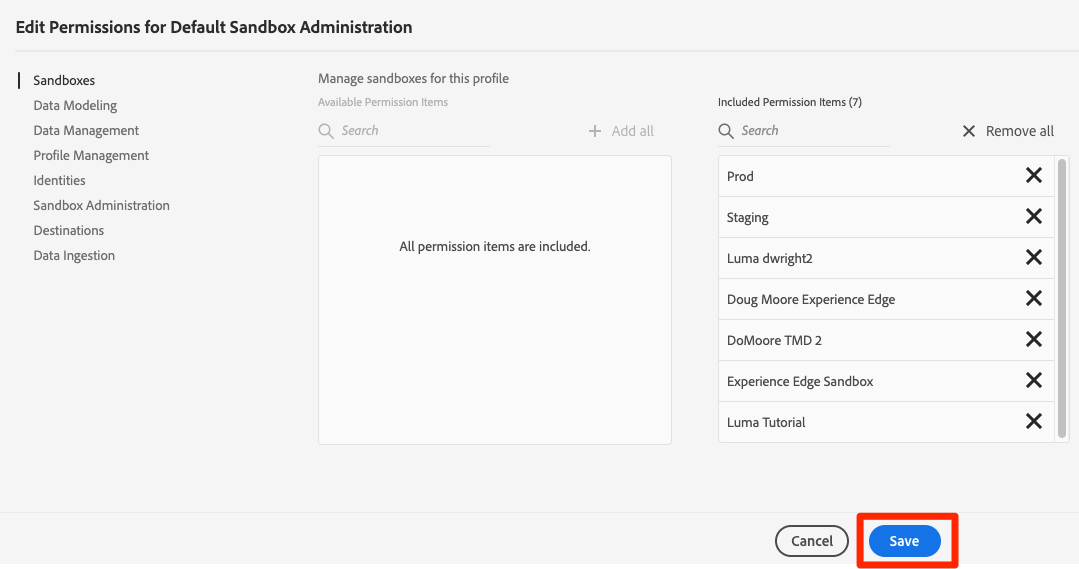 Edit Permissions for Default Sandbox Administration
Sandboxes
Data Modeling
Data Management
Profile Management
Identities
Sandbox Administration
Destinations
Data Ingestion
Manage sandboxes for this profile
Available Permission Items
Search
Add all
All permission items are included.
Included Permission Items (7)
Search
Remove all
Prod
Staging
Luma dwright2
Doug Moore Experience Edge
DoMoore TMD 2
Experience Edge Sandbox
Luma Tutorial
Cancel
Save